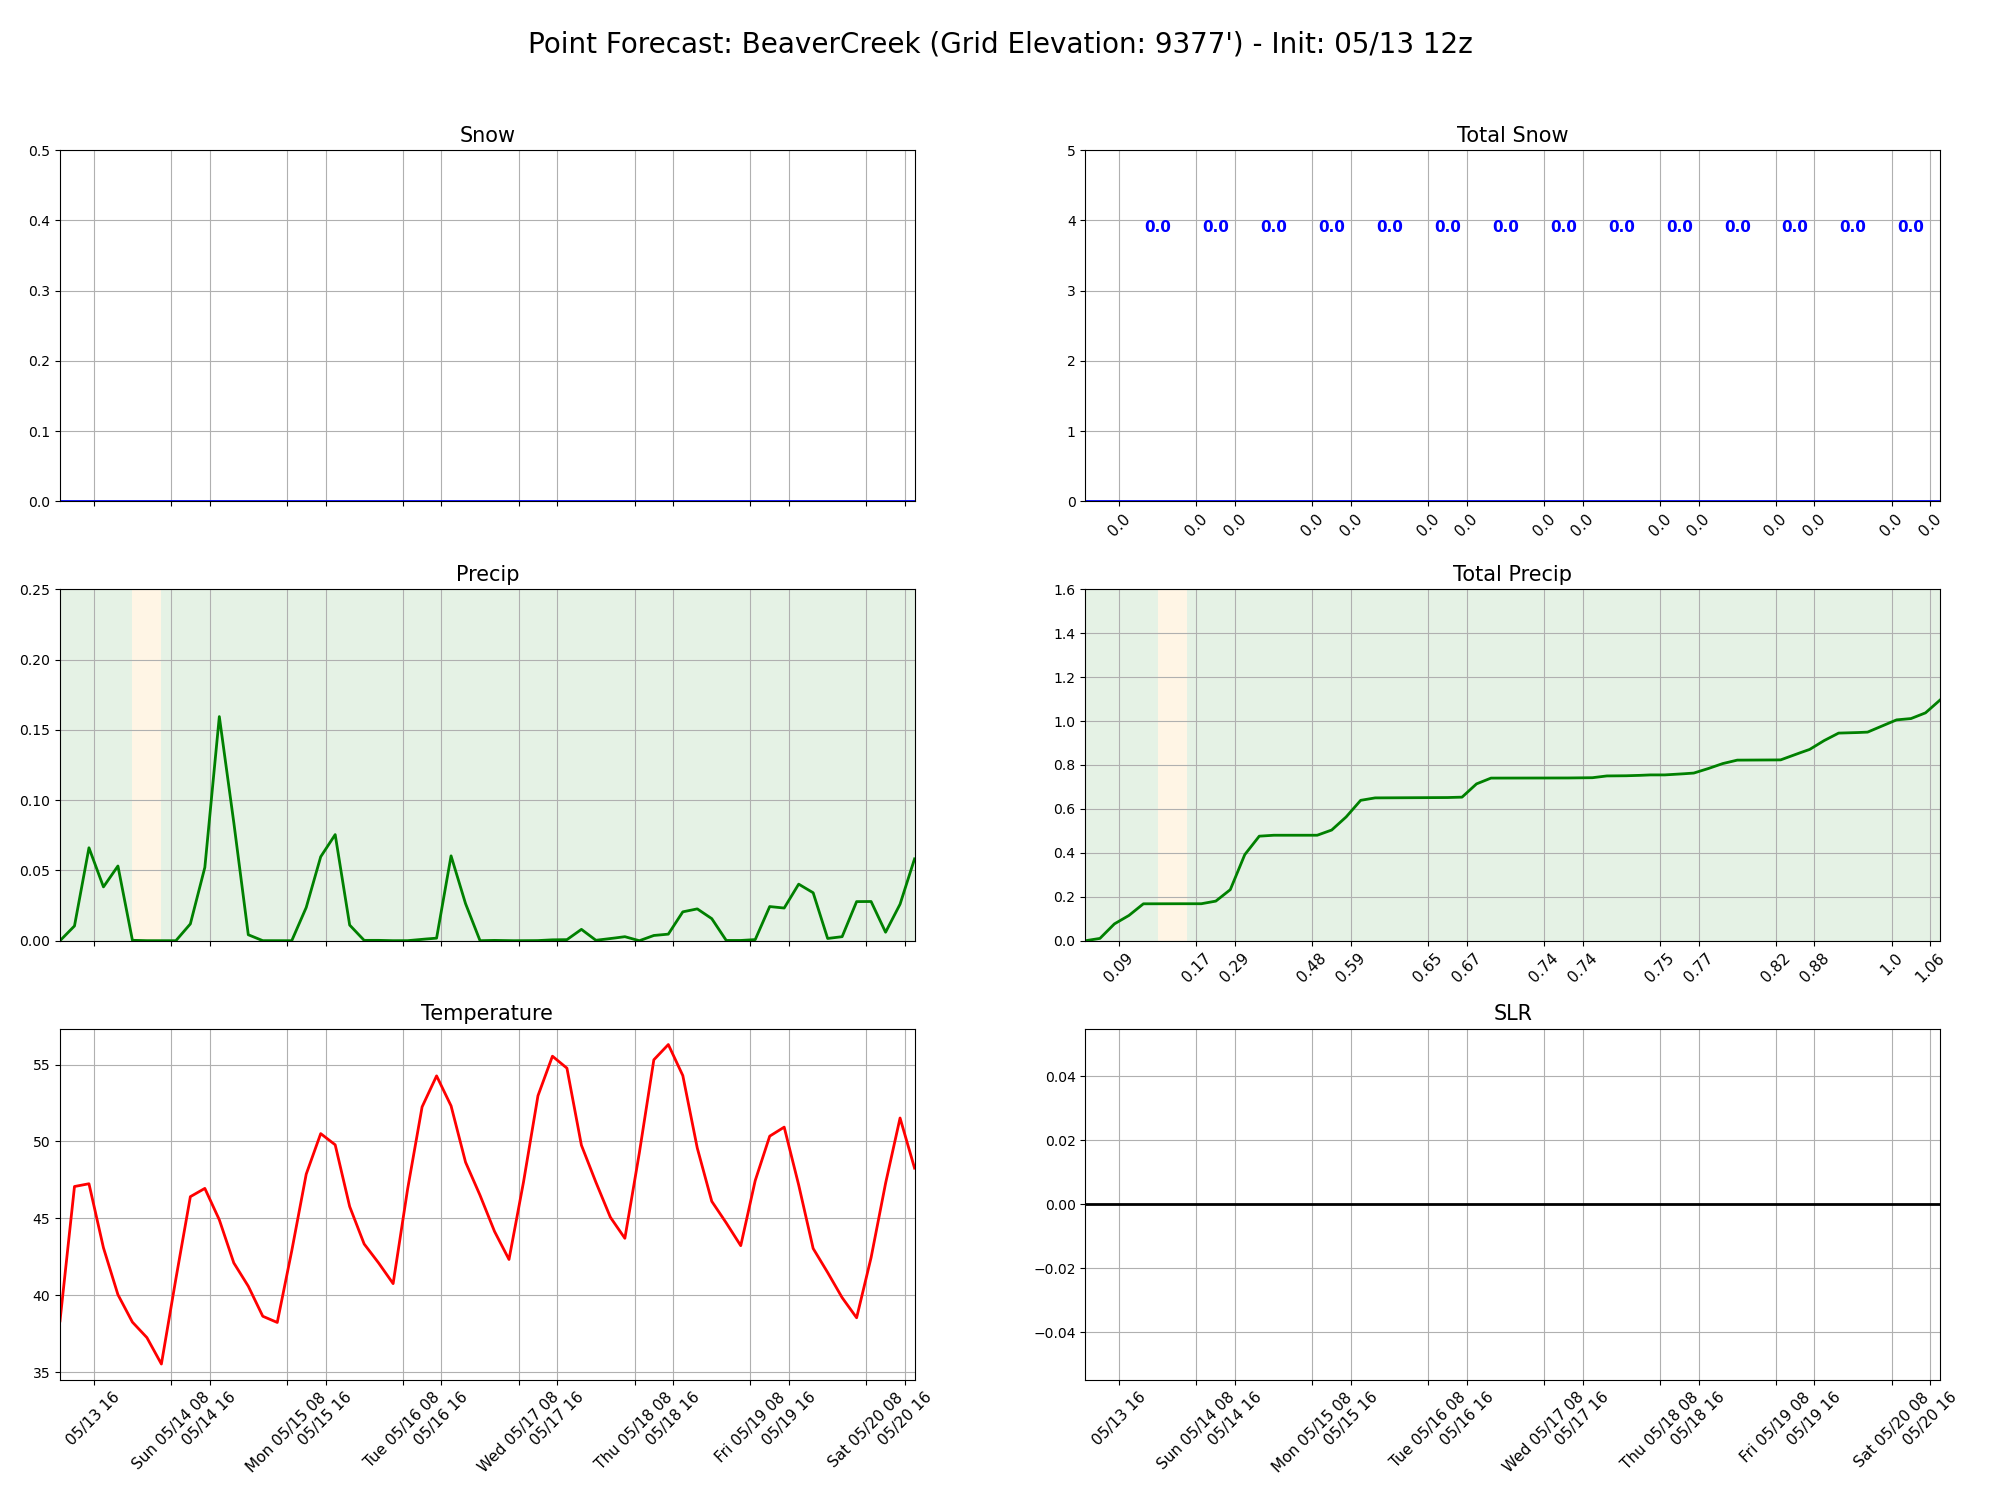 Point Forecast: BeaverCreek (Grid Elevation: 9377') - Init: 05/13 12z
Snow
0.5
0.4
0.3
0.2
0.1
0.0
Total Snow
5
4
3
2
1
0
0.0 0.0 0.0 0.0 0.0 0.0 0.0 0.0 0.0 0.0 0.0 0.0 0.0 0.0
0.0 0.0 0.0 0.0 0.0 0.0 0.0 0.0 0.0 0.0 0.0 0.0 0.0 0.0 0.0
Precip
0.25
0.20
0.15
0.10
0.05
0.00
Total Precip
1.6
1.4
1.2
1.0
0.8
0.6
0.4
0.2
0.0
0.09 0.17 0.29 0.48 0.59 0.65 0.67 0.74 0.74 0.75 0.77 0.82 0.88 1.0 1.06
Temperature
55
50
45
40
35
05/13 16
Sun 05/14 08
05/14 16
Mon 05/15 08
05/15 16
Tue 05/16 08
05/16 16
Wed 05/17 08
05/17 16
Thu 05/18 08
05/18 16
Fri 05/19 08
05/19 16
Sat 05/20 08
05/20 16
SLR
0.04
0.02
0.00
−0.02
−0.04
05/13 16
Sun 05/14 08
05/14 16
Mon 05/15 08
05/15 16
Tue 05/16 08
05/16 16
Wed 05/17 08
05/17 16
Thu 05/18 08
05/18 16
Fri 05/19 08
05/19 16
Sat 05/20 08
05/20 16